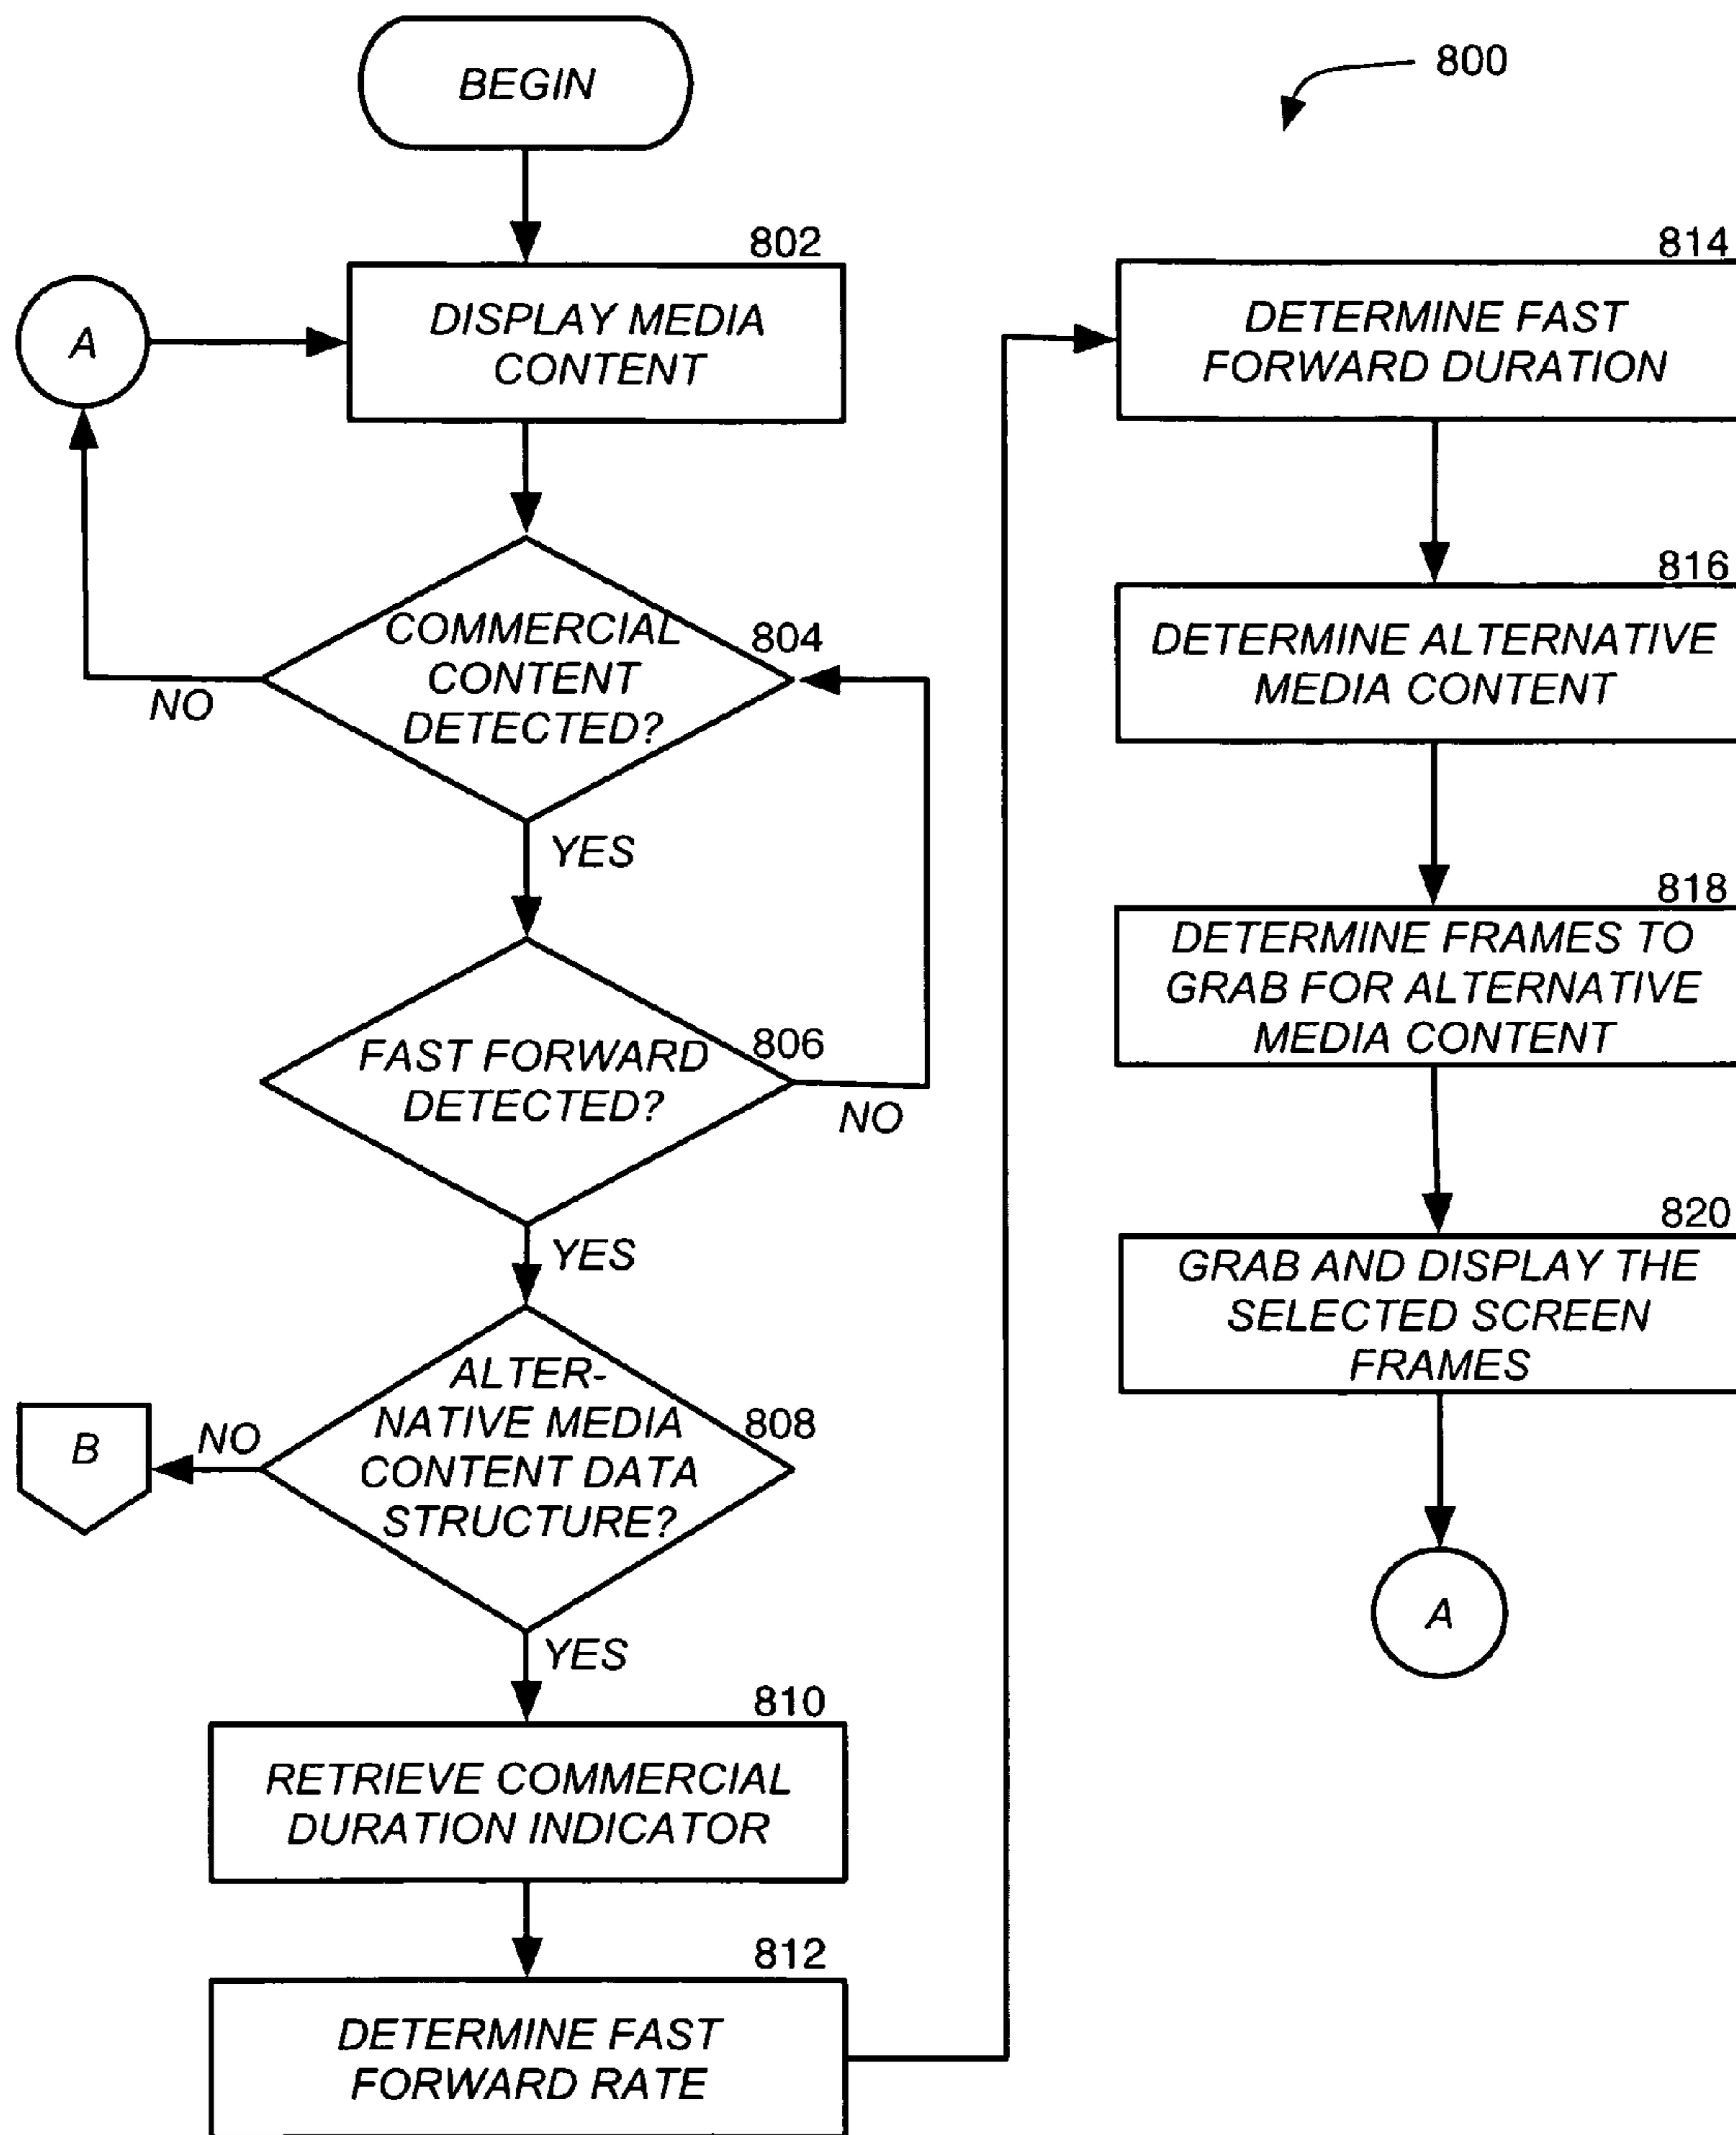 BEGIN
800
802
DISPLAY MEDIA
CONTENT
A
804
COMMERCIAL
CONTENT
DETECTED?
NO
YES
806
FAST FORWARD
DETECTED?
NO
YES
808
ALTER-
NATIVE MEDIA
CONTENT DATA
STRUCTURE?
NO
B
YES
810
RETRIEVE COMMERCIAL
DURATION INDICATOR
812
DETERMINE FAST
FORWARD RATE
814
DETERMINE FAST
FORWARD DURATION
816
DETERMINE ALTERNATIVE
MEDIA CONTENT
818
DETERMINE FRAMES TO
GRAB FOR ALTERNATIVE
MEDIA CONTENT
820
GRAB AND DISPLAY THE
SELECTED SCREEN
FRAMES
A